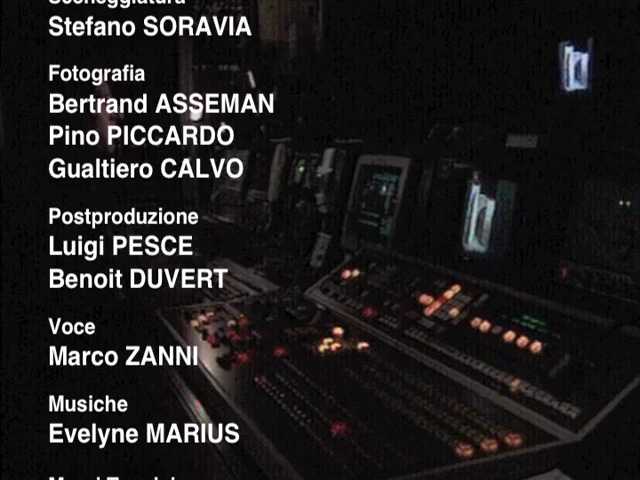 Sceneggiatura
Stefano SORAVIA
Fotografia
Bertrand ASSEMAN
Pino PICCARDO
Gualtiero CALVO
Postproduzione
Luigi PESCE
Benoit DUVERT
Voce
Marco ZANNI
Musiche
Evelyne MARIUS